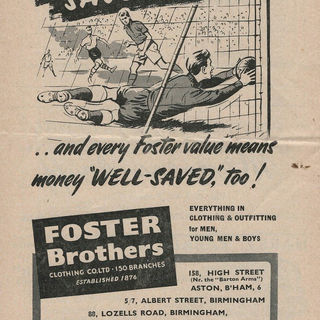 ..and every Foster value means
money "WELL-SAVED," too!
FOSTER
Brothers
CLOTHING CO. LTD · 150 BRANCHES
ESTABLISHED 1876
EVERYTHING IN
CLOTHING & OUTFITTING
for MEN,
YOUNG MEN & BOYS
158, HIGH STREET
(Nr. the "Barton Arms")
ASTON, B'HAM, 6
5/7, ALBERT STREET, BIRMINGHAM
88, LOZELLS ROAD, BIRMINGHAM,